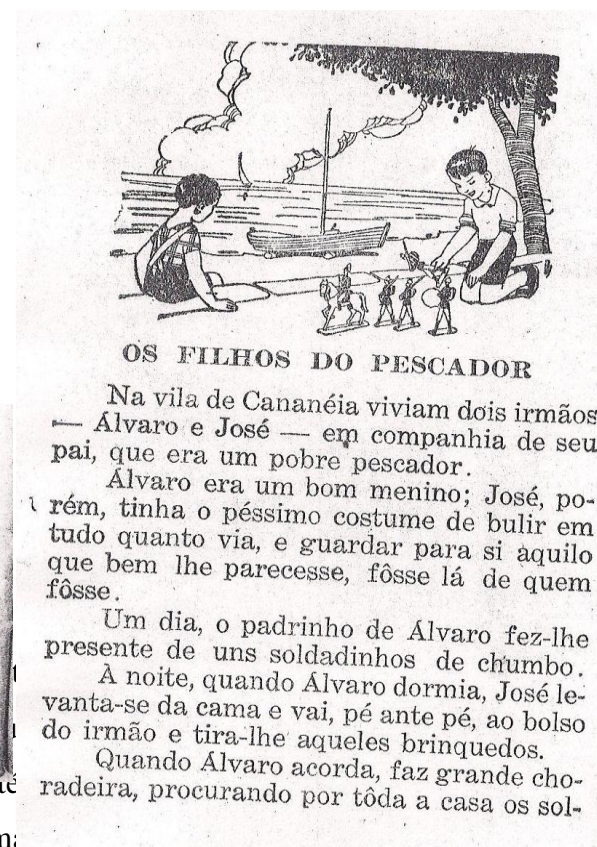 OS FILHOS DO PESCADOR
Na vila de Cananéia viviam dois irmãos
— Álvaro e José — em companhia de seu
pai, que era um pobre pescador.
Álvaro era um bom menino; José, po-
rém, tinha o péssimo costume de bulir em
tudo quanto via, e guardar para si aquilo
que bem lhe parecesse, fôsse lá de quem
fôsse.
Um dia, o padrinho de Álvaro fez-lhe
presente de uns soldadinhos de chumbo.
À noite, quando Álvaro dormia, José le-
vanta-se da cama e vai, pé ante pé, ao bolso
do irmão e tira-lhe aqueles brinquedos.
Quando Álvaro acorda, faz grande cho-
radeira, procurando por tôda a casa os sol-